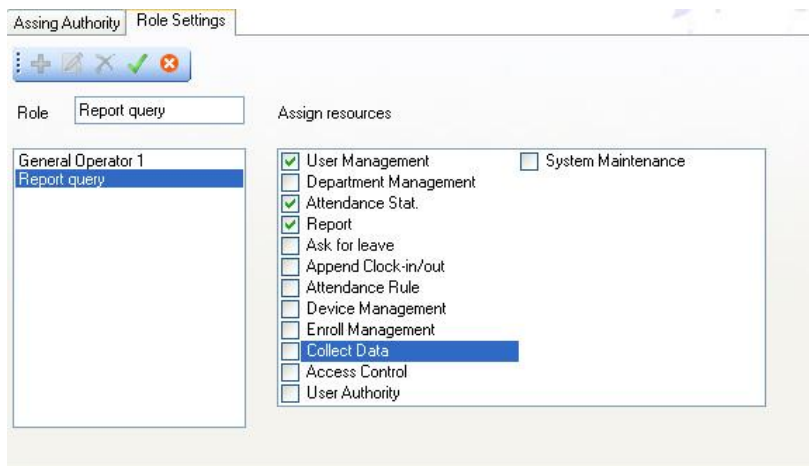 Assing Authority Role Settings
Role Report query Assign resources
General Operator 1
Report query
User Management
Department Management
Attendance Stat.
Report
Ask for leave
Append Clock-in/out
Attendance Rule
Device Management
Enroll Management
Collect Data
Access Control
User Authority
System Maintenance